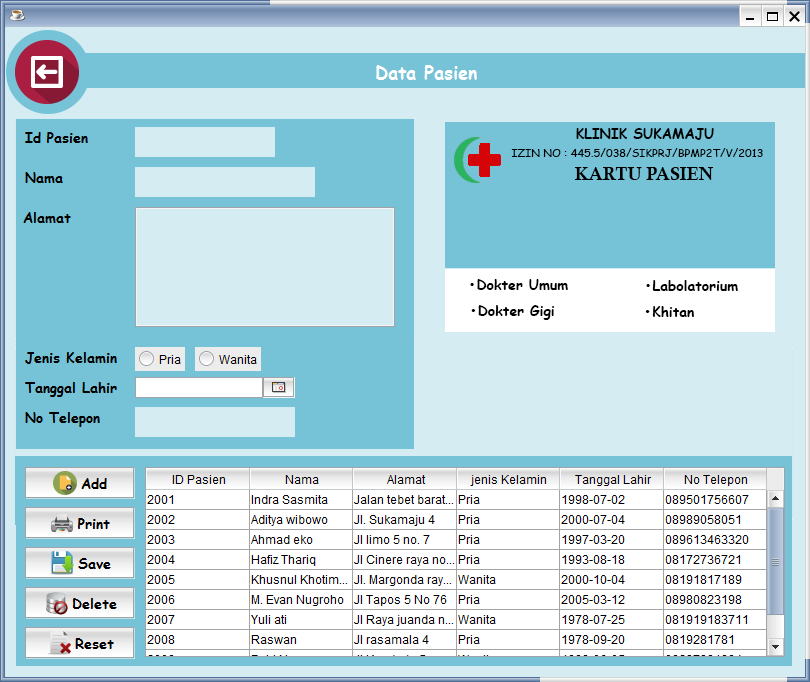 Data Pasien
Id Pasien
Nama
Alamat
Jenis Kelamin Pria Wanita
Tanggal Lahir
No Telepon
KLINIK SUKAMAJU
IZIN NO : 445.5/038/SIKPRJ/BPMP2T/V/2013
KARTU PASIEN
•Dokter Umum •Labolatorium
•Dokter Gigi •Khitan
Add
Print
Save
Delete
Reset
ID Pasien Nama Alamat jenis Kelamin Tanggal Lahir No Telepon
2001 Indra Sasmita Jalan tebet barat... Pria 1998-07-02 089501756607
2002 Aditya wibowo Jl. Sukamaju 4 Pria 2000-07-04 08989058051
2003 Ahmad eko Jl limo 5 no. 7 Pria 1997-03-20 089613463320
2004 Hafiz Thariq Jl Cinere raya no... Pria 1993-08-18 08172736721
2005 Khusnul Khotim... Jl. Margonda ray... Wanita 2000-10-04 08191817189
2006 M. Evan Nugroho Jl Tapos 5 No 76 Pria 2005-03-12 08980823198
2007 Yuli ati Jl Raya juanda n... Wanita 1978-07-25 081919183711
2008 Raswan Jl rasamala 4 Pria 1978-09-20 0819281781